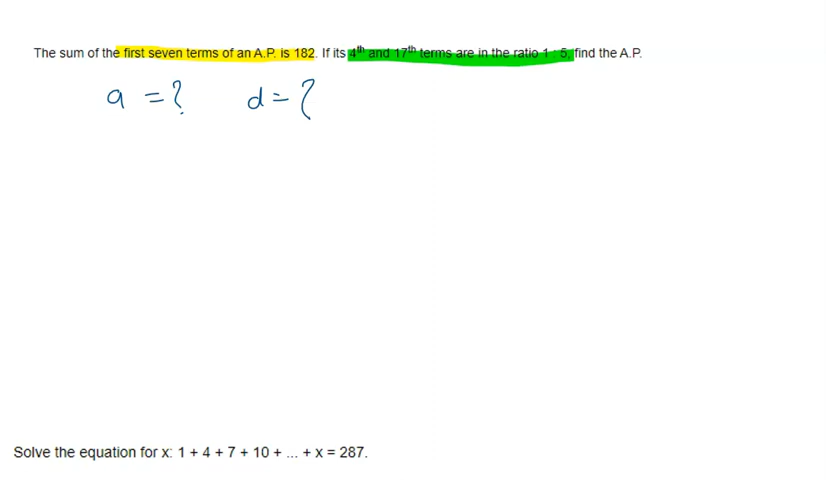 The sum of the first seven terms of an A.P. is 182. If its 4th and 17th terms are in the ratio 1 : 5, find the A.P.
a = ? d = ?
Solve the equation for x: 1 + 4 + 7 + 10 + ... + x = 287.